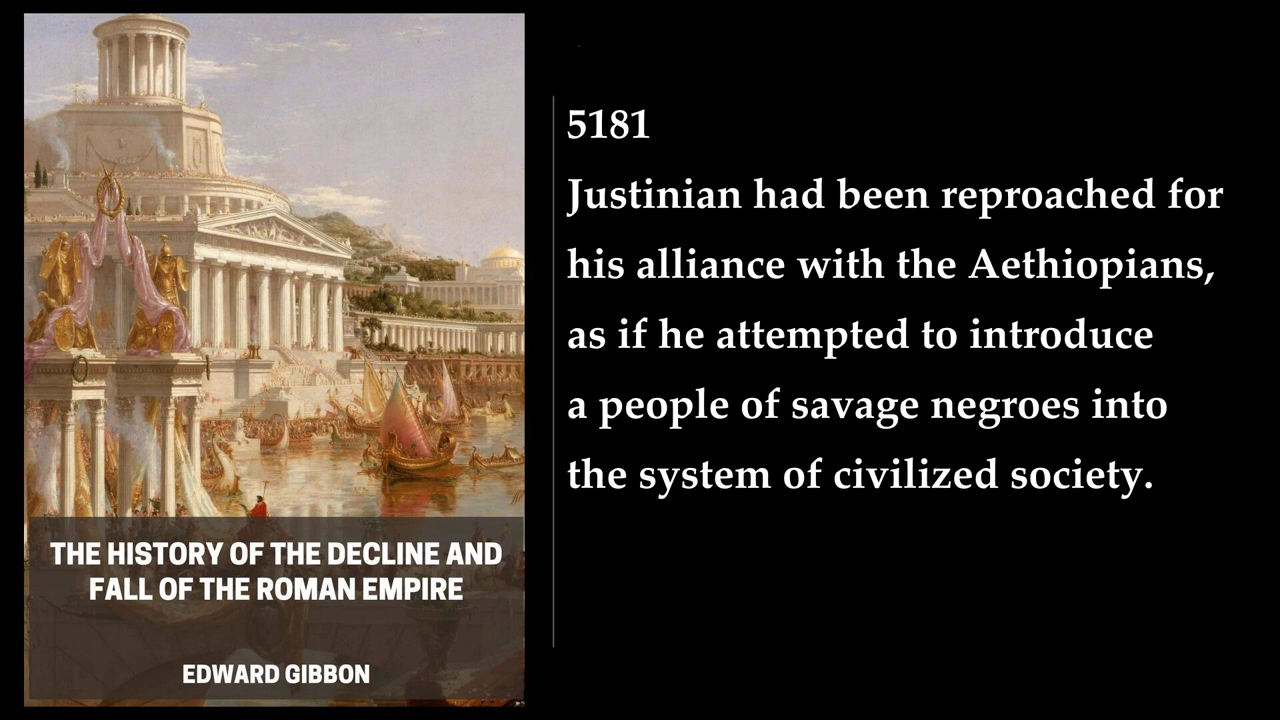 5181
Justinian had been reproached for
his alliance with the Aethiopians,
as if he attempted to introduce
a people of savage negroes into
the system of civilized society.
THE HISTORY OF THE DECLINE AND
FALL OF THE ROMAN EMPIRE
EDWARD GIBBON